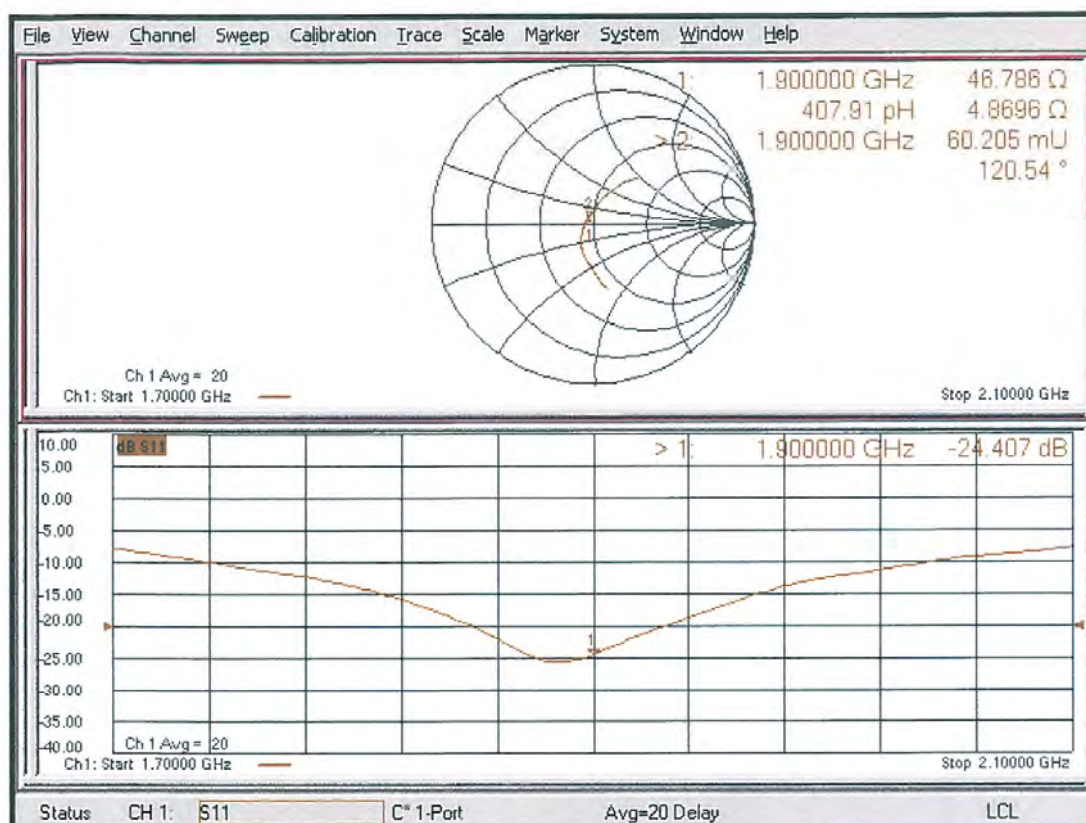 File View Channel Sweep Calibration Trace Scale Marker System Window Help
1: 1.900000 GHz 46.786 Ω
407.91 pH 4.8696 Ω
> 2: 1.900000 GHz 60.205 mU
120.54 °
2
1
Ch 1 Avg = 20
Ch1: Start 1.70000 GHz
Stop 2.10000 GHz
10.00
dB S11
> 1: 1.900000 GHz -24.407 dB
5.00
0.00
-5.00
-10.00
-15.00
-20.00
1
-25.00
-30.00
-35.00
-40.00
Ch 1 Avg = 20
Ch1: Start 1.70000 GHz
Stop 2.10000 GHz
Status CH 1: S11 C* 1-Port Avg=20 Delay LCL